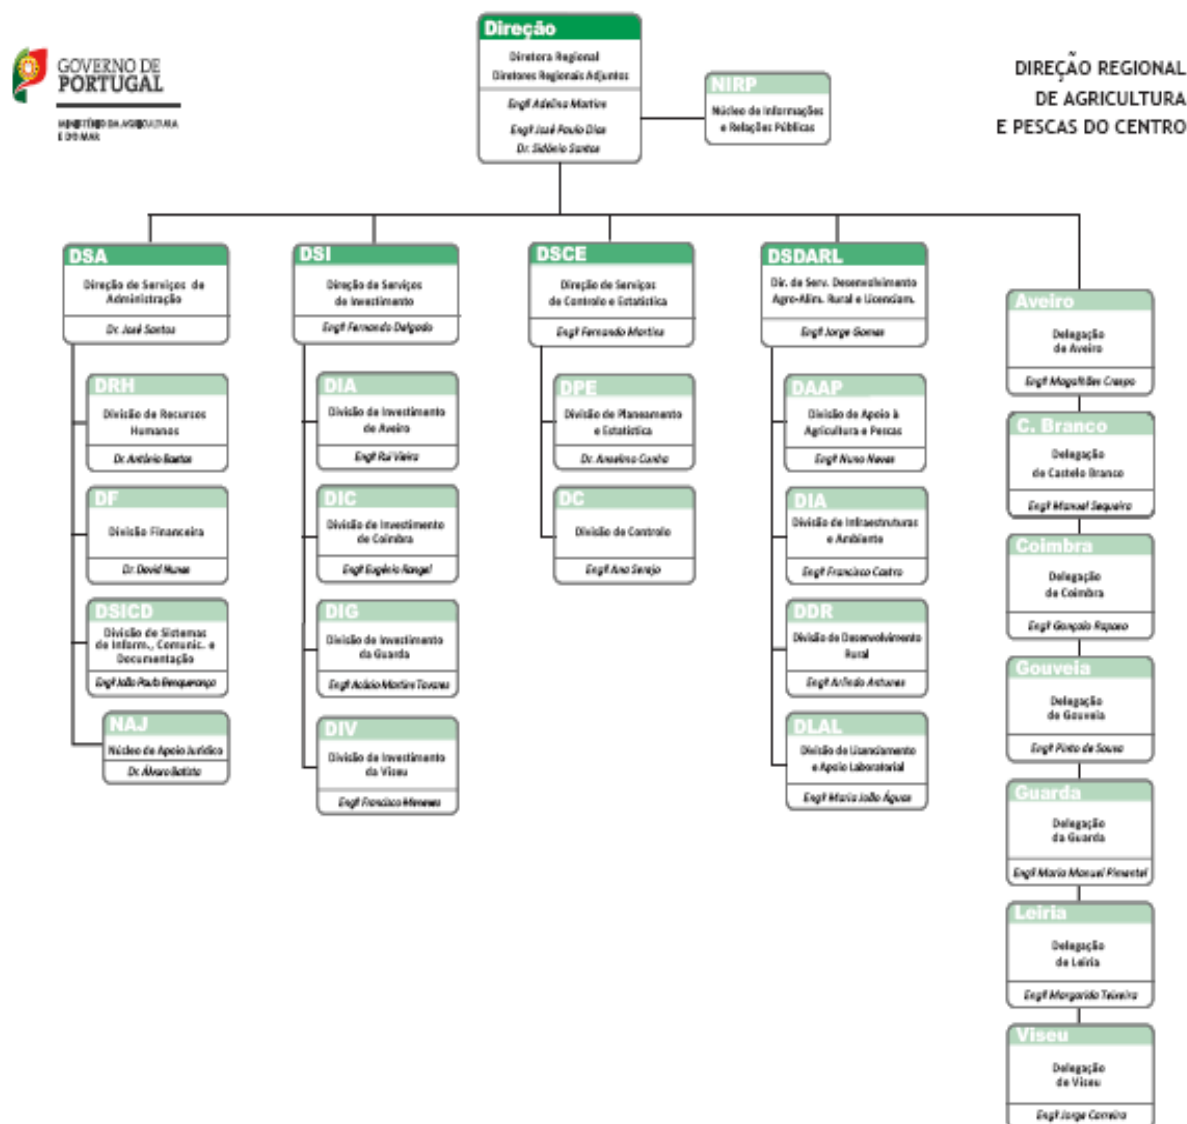 GOVERNO DE
PORTUGAL
MINISTÉRIO DA AGRICULTURA
E DO MAR
DIREÇÃO REGIONAL
DE AGRICULTURA
E PESCAS DO CENTRO
Direção
Diretora Regional
Diretores Regionais Adjuntos
Engª Adelina Martins
Engº José Paulo Dias
Dr. Sidónio Santos
NIRP
Núcleo de Informações
e Relações Públicas
DSA
Direção de Serviços de
Administração
Dr. José Santos
DRH
Divisão de Recursos
Humanos
Dr. António Bastos
DF
Divisão Financeira
Dr. David Nunes
DSICD
Divisão de Sistemas
de Inform., Comunic. e
Documentação
Engº João Paulo Benquerença
NAJ
Núcleo de Apoio Jurídico
Dr. Álvaro Batista
DSI
Direção de Serviços
de Investimento
Engº Fernando Delgado
DIA
Divisão de Investimento
de Aveiro
Engº Rui Vieira
DIC
Divisão de Investimento
de Coimbra
Engº Eugénio Rangel
DIG
Divisão de Investimento
da Guarda
Engº Acúcio Martins Tavares
DIV
Divisão de Investimento
da Viseu
Engº Francisco Meneses
DSCE
Direção de Serviços
de Controlo e Estatística
Engº Fernando Martins
DPE
Divisão de Planeamento
e Estatística
Dr. Anselmo Cunha
DC
Divisão de Controlo
Engª Ana Serejo
DSDARL
Dir. de Serv. Desenvolvimento
Agro-Alim. Rural e Licenciam.
Engº Jorge Gomes
DAAP
Divisão de Apoio à
Agricultura e Pescas
Engº Nuno Neves
DIA
Divisão de Infraestruturas
e Ambiente
Engº Francisco Castro
DDR
Divisão de Desenvolvimento
Rural
Engº Arlindo Antunes
DLAL
Divisão de Licenciamento
e Apoio Laboratorial
Engª Maria João Águas
Aveiro
Delegação
de Aveiro
Engº Magalhães Crespo
C. Branco
Delegação
de Castelo Branco
Engº Manuel Sequeira
Coimbra
Delegação
de Coimbra
Engº Gonçalo Raposo
Gouveia
Delegação
de Gouveia
Engº Pinto de Sousa
Guarda
Delegação
da Guarda
Engª Maria Manuel Pimentel
Leiria
Delegação
de Leiria
Engª Margarida Teixeira
Viseu
Delegação
de Viseu
Engº Jorge Carreira